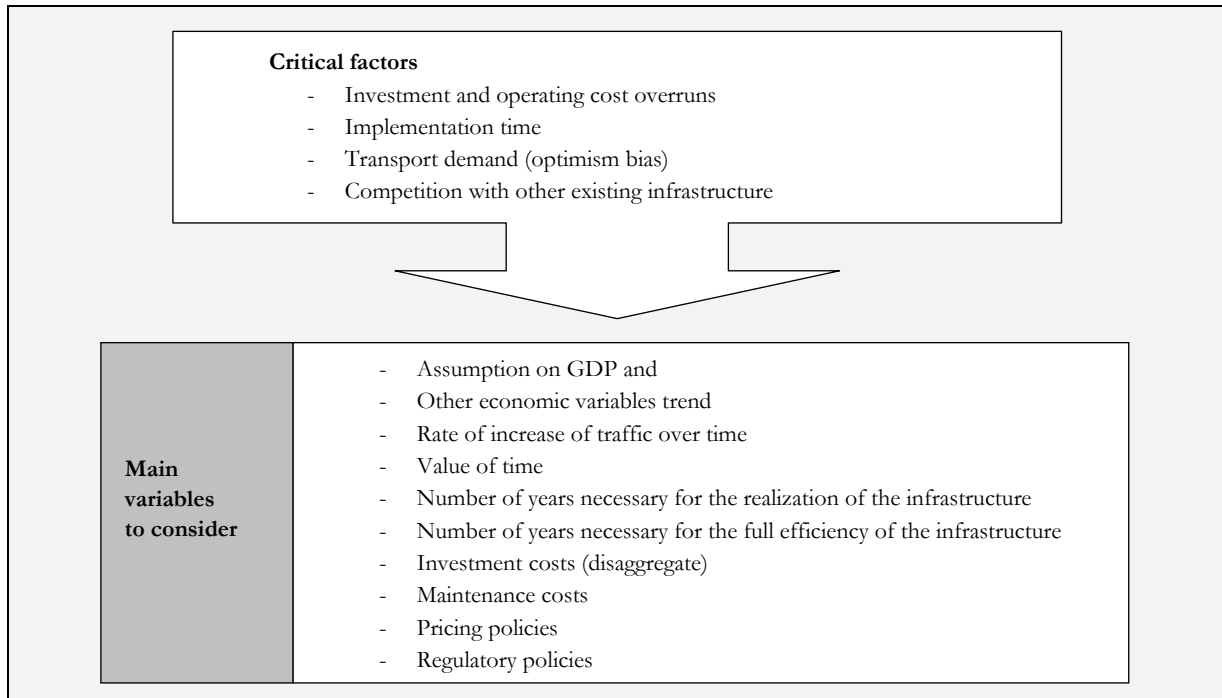 Critical factors
- Investment and operating cost overruns
- Implementation time
- Transport demand (optimism bias)
- Competition with other existing infrastructure
Main
variables
to consider
- Assumption on GDP and
- Other economic variables trend
- Rate of increase of traffic over time
- Value of time
- Number of years necessary for the realization of the infrastructure
- Number of years necessary for the full efficiency of the infrastructure
- Investment costs (disaggregate)
- Maintenance costs
- Pricing policies
- Regulatory policies